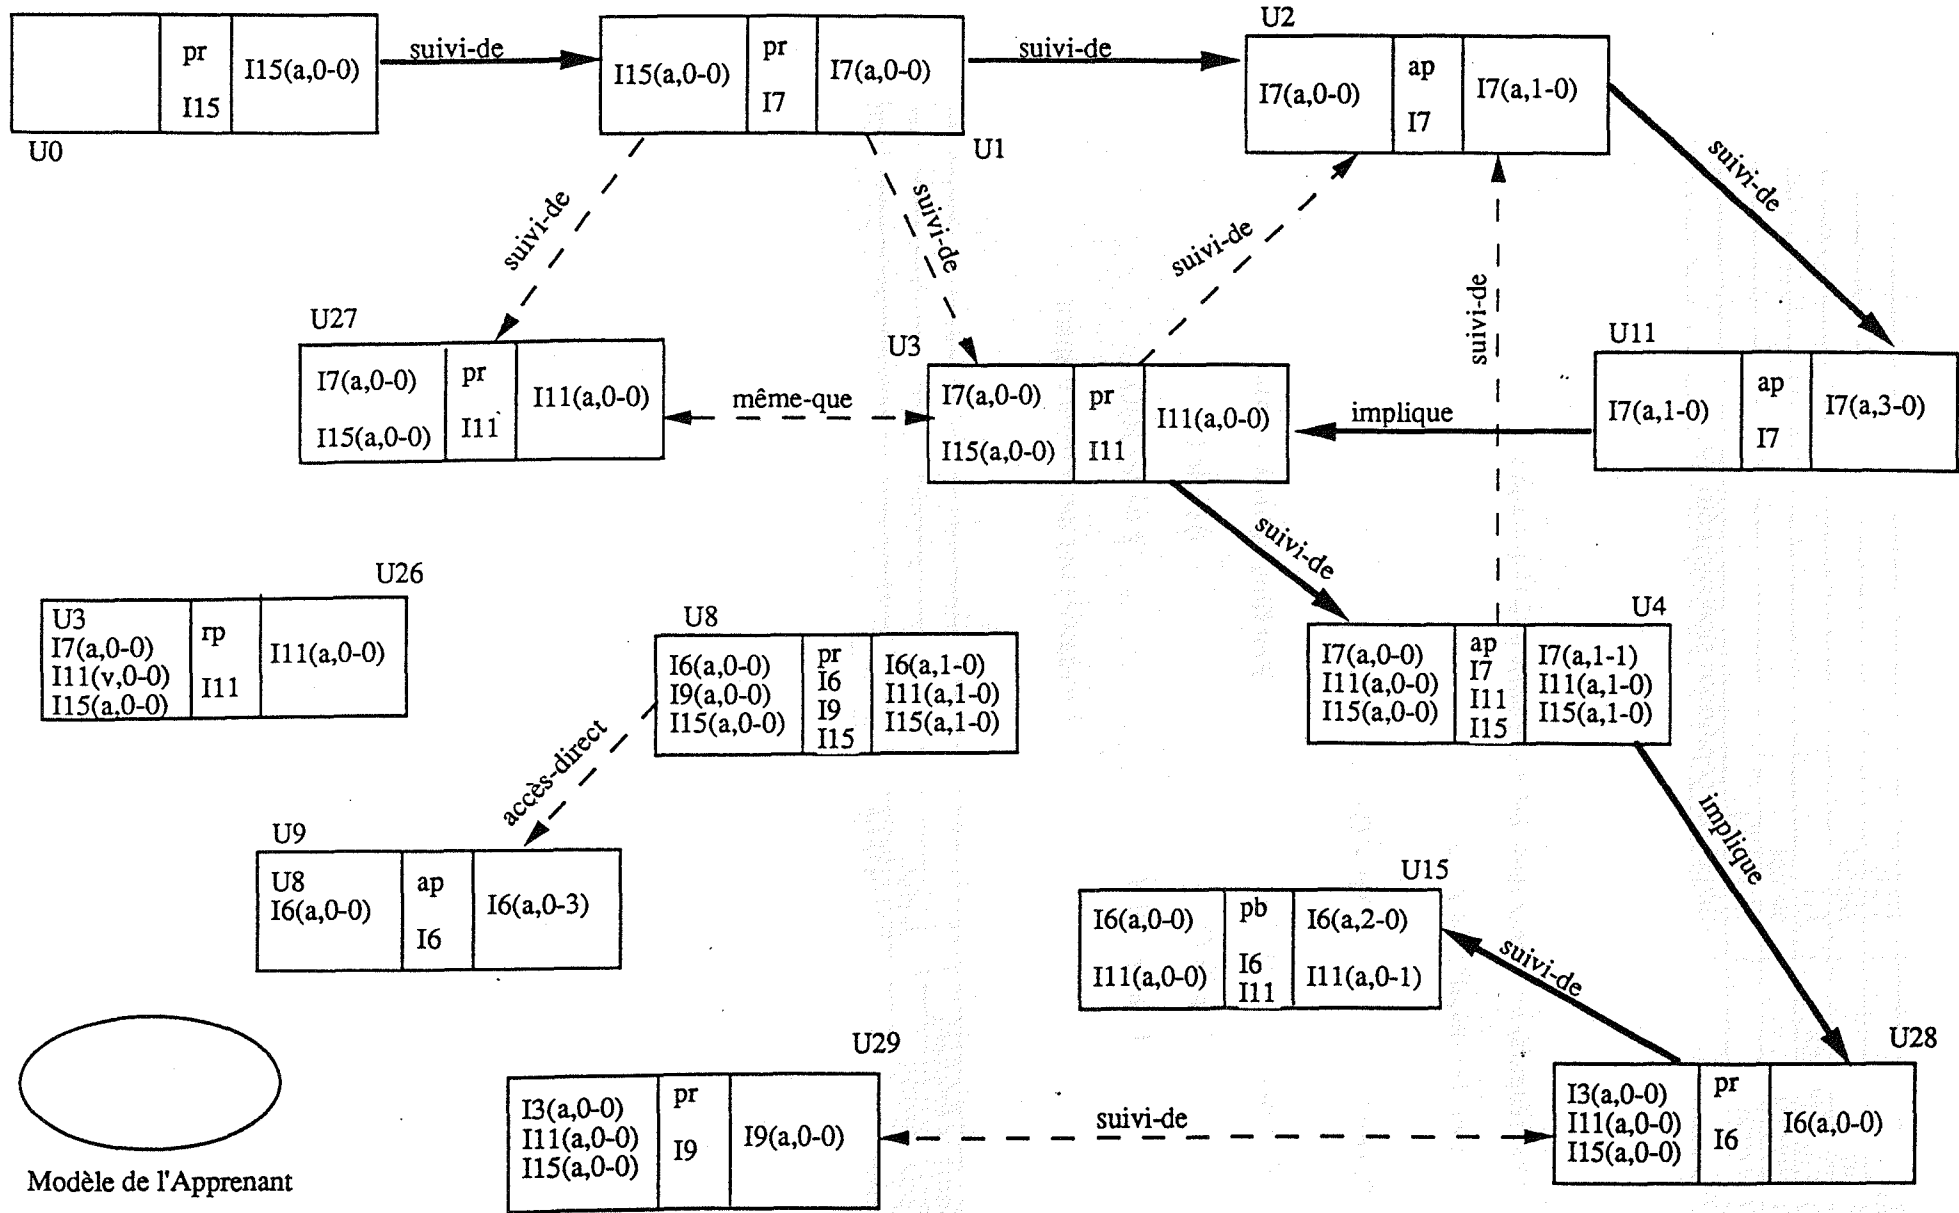 pr
I15
I15(a,0-0)
U0
suivi-de
I15(a,0-0)
pr
I7
I7(a,0-0)
U1
suivi-de
U2
I7(a,0-0)
ap
I7
I7(a,1-0)
suivi-de
suivi-de
suivi-de
suivi-de
suivi-de
U27
I7(a,0-0)
I15(a,0-0)
pr
I11
I11(a,0-0)
même-que
U3
I7(a,0-0)
I15(a,0-0)
pr
I11
I11(a,0-0)
implique
U11
I7(a,1-0)
ap
I7
I7(a,3-0)
suivi-de
U26
U3
I7(a,0-0)
I11(v,0-0)
I15(a,0-0)
rp
I11
I11(a,0-0)
U8
I6(a,0-0)
I9(a,0-0)
I15(a,0-0)
pr
I6
I9
I15
I6(a,1-0)
I11(a,1-0)
I15(a,1-0)
U4
I7(a,0-0)
I11(a,0-0)
I15(a,0-0)
ap
I7
I11
I15
I7(a,1-1)
I11(a,1-0)
I15(a,1-0)
accès-direct
implique
U9
U8
I6(a,0-0)
ap
I6
I6(a,0-3)
U15
I6(a,0-0)
I11(a,0-0)
pb
I6
I11
I6(a,2-0)
I11(a,0-1)
suivi-de
Modèle de l'Apprenant
U29
I3(a,0-0)
I11(a,0-0)
I15(a,0-0)
pr
I9
I9(a,0-0)
suivi-de
U28
I3(a,0-0)
I11(a,0-0)
I15(a,0-0)
pr
I6
I6(a,0-0)